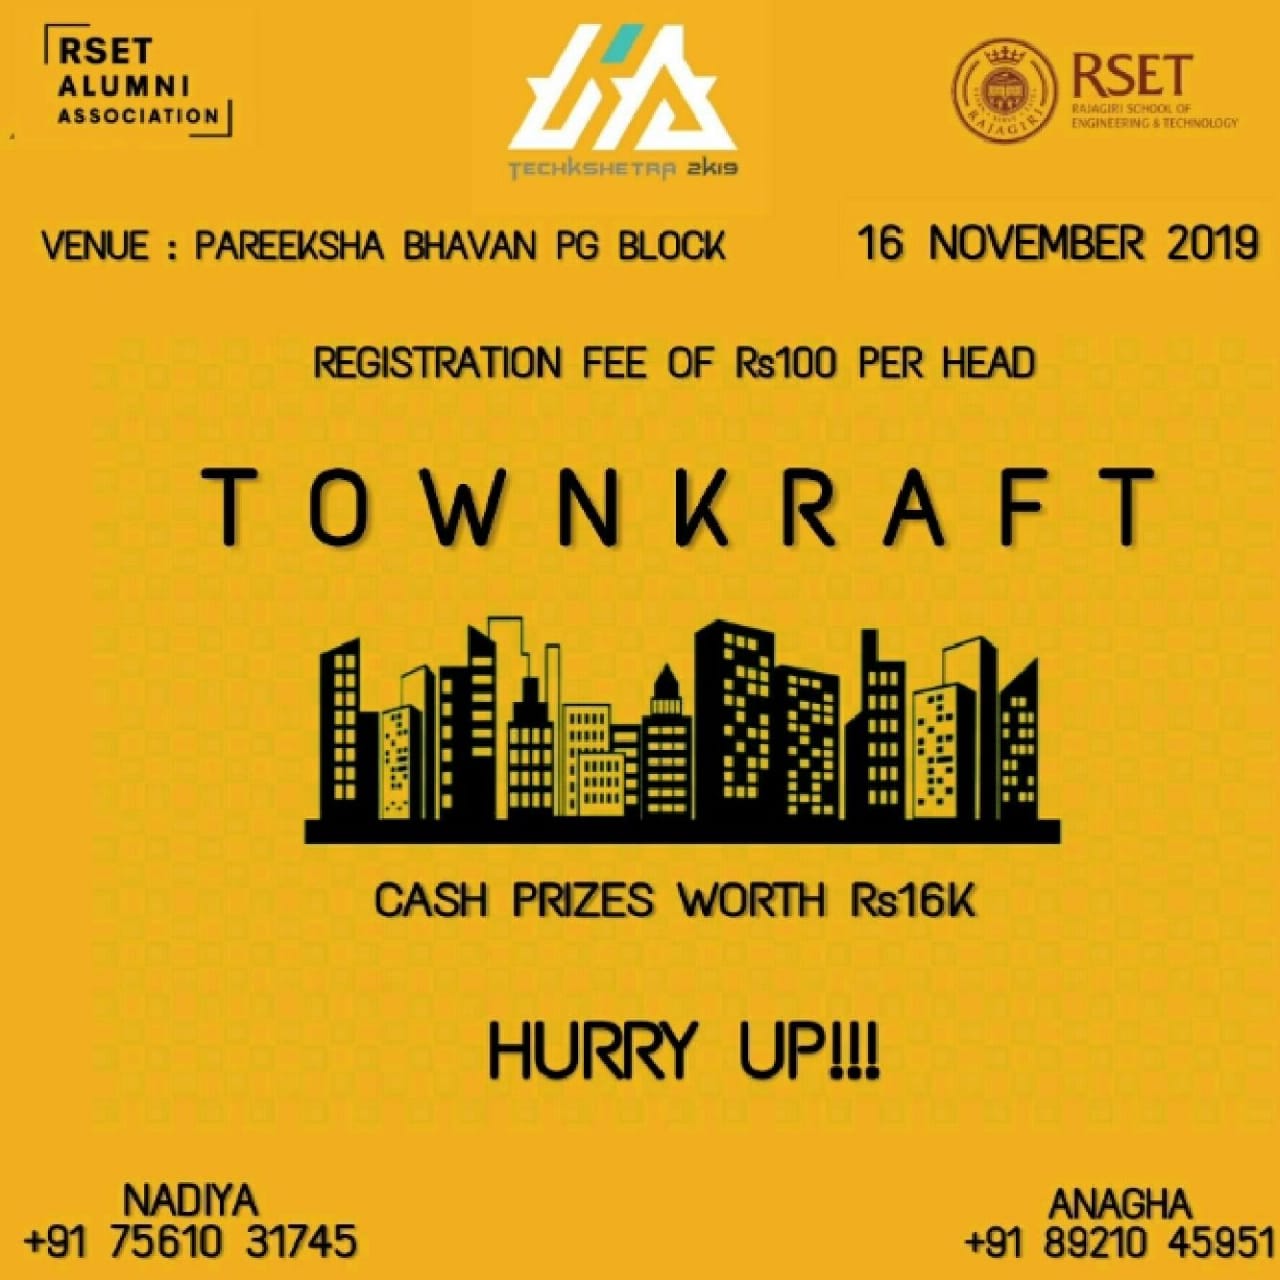 RSET
ALUMNI
ASSOCIATION
TECHKSHETRA 2K19
RAJAGIRI
RSET
RAJAGIRI SCHOOL OF
ENGINEERING & TECHNOLOGY
VENUE : PAREEKSHA BHAVAN PG BLOCK
16 NOVEMBER 2019
REGISTRATION FEE OF Rs100 PER HEAD
TOWNKRAFT
CASH PRIZES WORTH Rs16K
HURRY UP!!!
NADIYA
+91 75610 31745
ANAGHA
+91 89210 45951